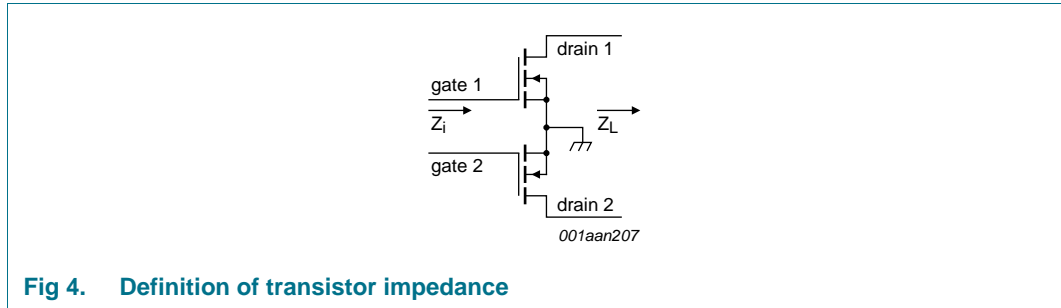 drain 1
gate 1
Zi
ZL
gate 2
drain 2
001aan207
Fig 4. Definition of transistor impedance